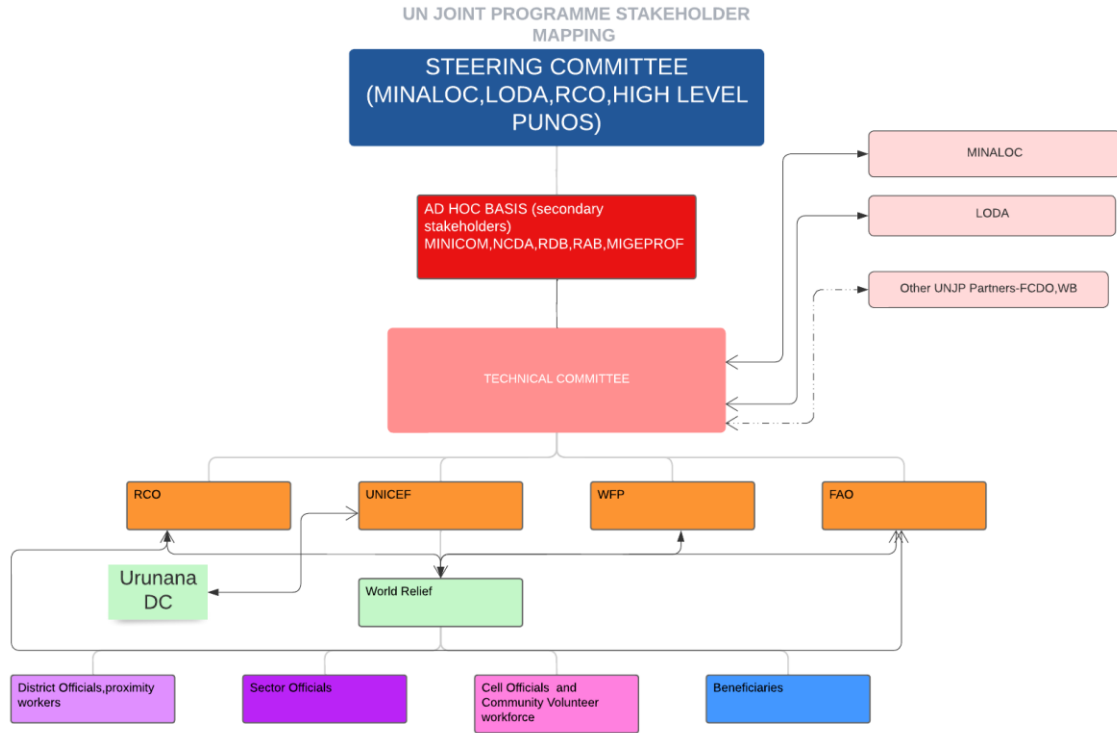 UN JOINT PROGRAMME STAKEHOLDER
MAPPING
STEERING COMMITTEE
(MINALOC,LODA,RCO,HIGH LEVEL
PUNOS)
MINALOC
AD HOC BASIS (secondary
stakeholders)
MINICOM,NCDA,RDB,RAB,MIGEPROF
LODA
Other UNJP Partners-FCDO,WB
TECHNICAL COMMITTEE
RCO
UNICEF
WFP
FAO
Urunana
DC
World Relief
District Officials,proximity
workers
Sector Officials
Cell Officials and
Community Volunteer
workforce
Beneficiaries